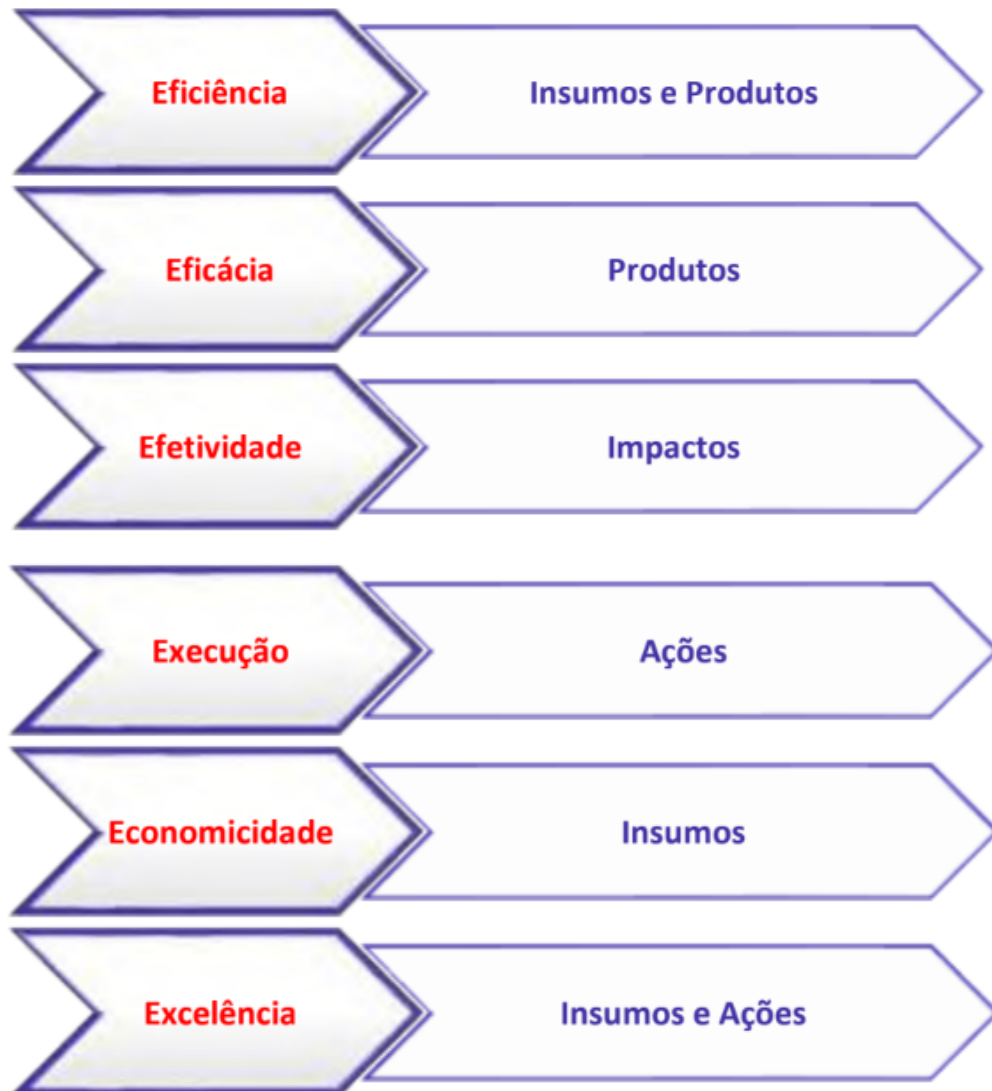 Eficiência
Insumos e Produtos
Eficácia
Produtos
Efetividade
Impactos
Execução
Ações
Economicidade
Insumos
Excelência
Insumos e Ações